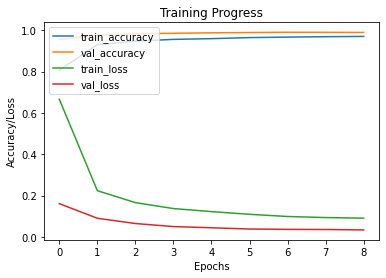 Training Progress
train_accuracy
val_accuracy
train_loss
val_loss
Accuracy/Loss
1.0
0.8
0.6
0.4
0.2
0.0
0 1 2 3 4 5 6 7 8
Epochs